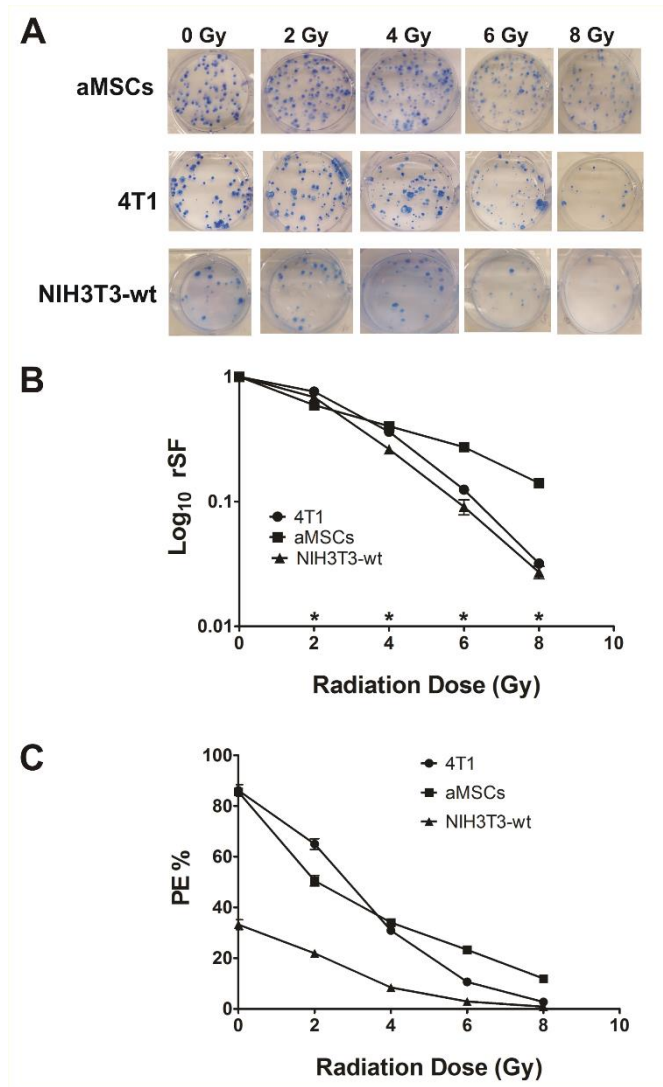 A
0 Gy 2 Gy 4 Gy 6 Gy 8 Gy
aMSCs
4T1
NIH3T3-wt
B
Log10 rSF
1
0.1
0.01
4T1
aMSCs
NIH3T3-wt
* * * *
0 2 4 6 8 10
Radiation Dose (Gy)
C
PE %
100
80
60
40
20
0
4T1
aMSCs
NIH3T3-wt
0 2 4 6 8 10
Radiation Dose (Gy)